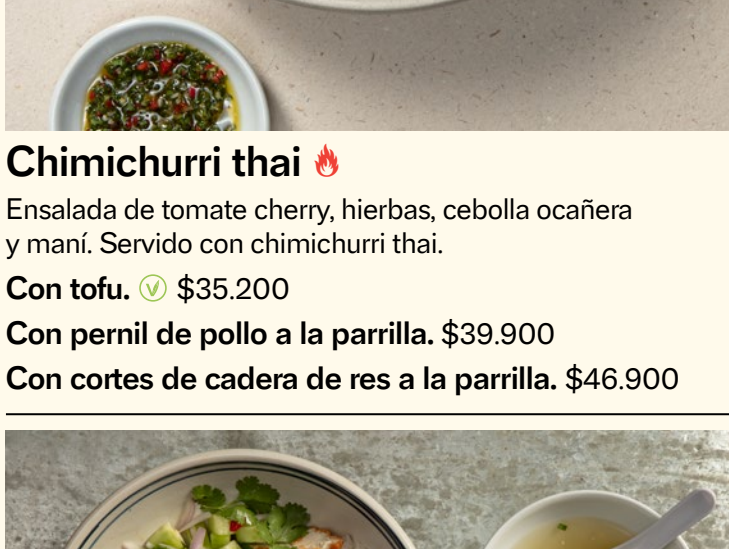 Chimichurri thai
Ensalada de tomate cherry, hierbas, cebolla ocañera
y maní. Servido con chimichurri thai.
Con tofu. V $35.200
Con pernil de pollo a la parrilla. $39.900
Con cortes de cadera de res a la parrilla. $46.900